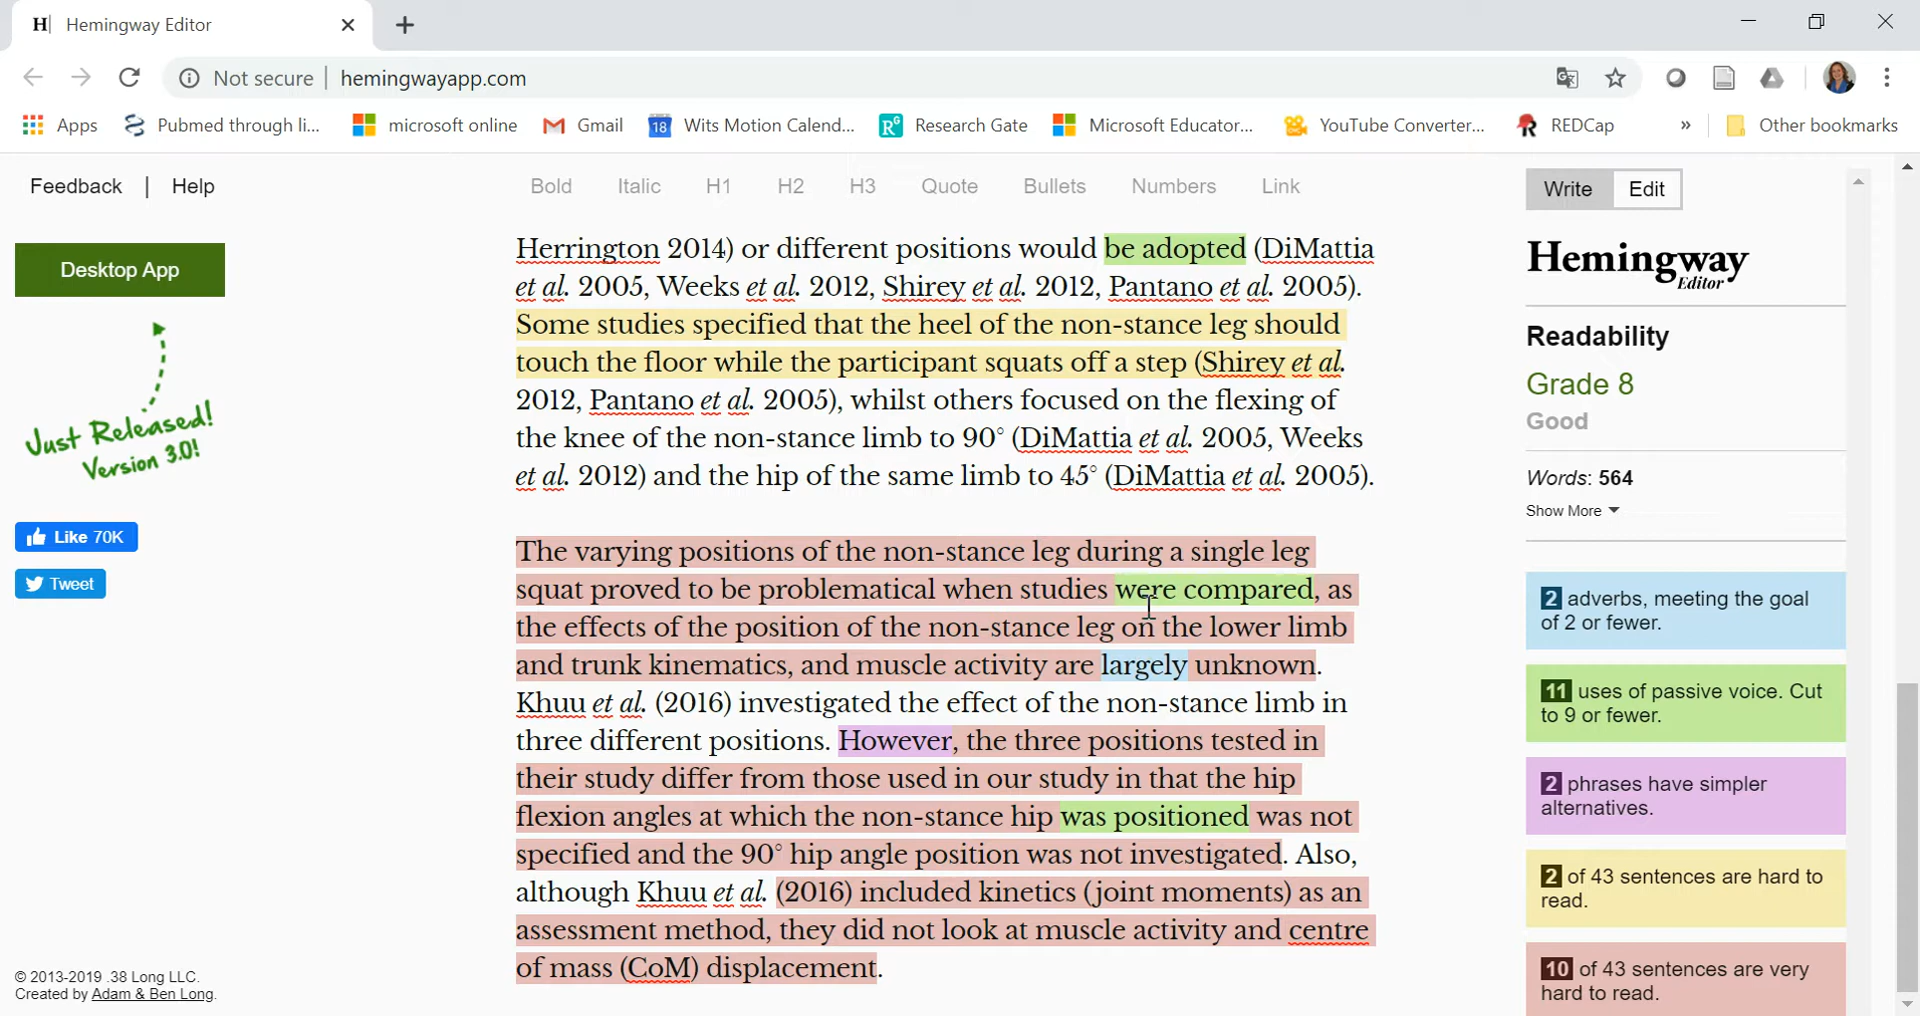 H Hemingway Editor
Not secure hemingwayapp.com
Apps Pubmed through li... microsoft online Gmail 18 Wits Motion Calend... Research Gate Microsoft Educator... YouTube Converter... REDCap » Other bookmarks
Feedback | Help Bold Italic H1 H2 H3 Quote Bullets Numbers Link Write Edit
Desktop App
Just Released!
Version 3.0!
Like 70K
Tweet
© 2013-2019 .38 Long LLC.
Created by Adam & Ben Long.
Herrington 2014) or different positions would be adopted (DiMattia
et al. 2005, Weeks et al. 2012, Shirey et al. 2012, Pantano et al. 2005).
Some studies specified that the heel of the non-stance leg should
touch the floor while the participant squats off a step (Shirey et al.
2012, Pantano et al. 2005), whilst others focused on the flexing of
the knee of the non-stance limb to 90° (DiMattia et al. 2005, Weeks
et al. 2012) and the hip of the same limb to 45° (DiMattia et al. 2005).
The varying positions of the non-stance leg during a single leg
squat proved to be problematical when studies were compared, as
the effects of the position of the non-stance leg on the lower limb
and trunk kinematics, and muscle activity are largely unknown.
Khuu et al. (2016) investigated the effect of the non-stance limb in
three different positions. However, the three positions tested in
their study differ from those used in our study in that the hip
flexion angles at which the non-stance hip was positioned was not
specified and the 90° hip angle position was not investigated. Also,
although Khuu et al. (2016) included kinetics (joint moments) as an
assessment method, they did not look at muscle activity and centre
of mass (CoM) displacement.
Hemingway
Editor
Readability
Grade 8
Good
Words: 564
Show More
2 adverbs, meeting the goal
of 2 or fewer.
11 uses of passive voice. Cut
to 9 or fewer.
2 phrases have simpler
alternatives.
2 of 43 sentences are hard to
read.
10 of 43 sentences are very
hard to read.